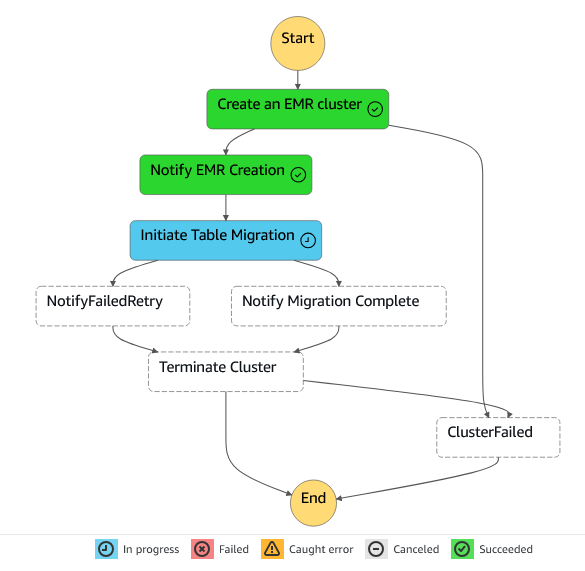 Start
Create an EMR cluster
Notify EMR Creation
Initiate Table Migration
NotifyFailedRetry
Notify Migration Complete
Terminate Cluster
ClusterFailed
End
In progress
Failed
Caught error
Canceled
Succeeded